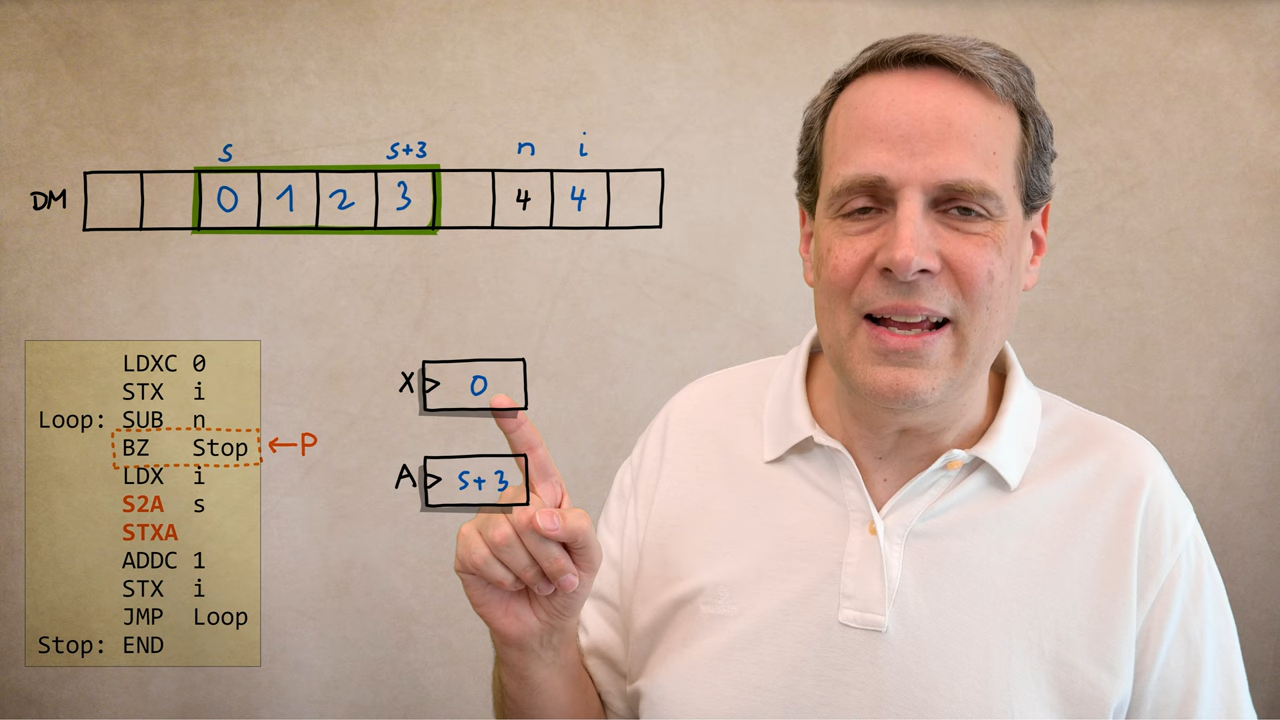 s s+3 n i
DM 0 1 2 3 4 4
LDXC 0
STX i
Loop: SUB n
BZ Stop ←P
LDX i
S2A s
STXA
ADDC 1
STX i
JMP Loop
Stop: END
X 0
A s+3